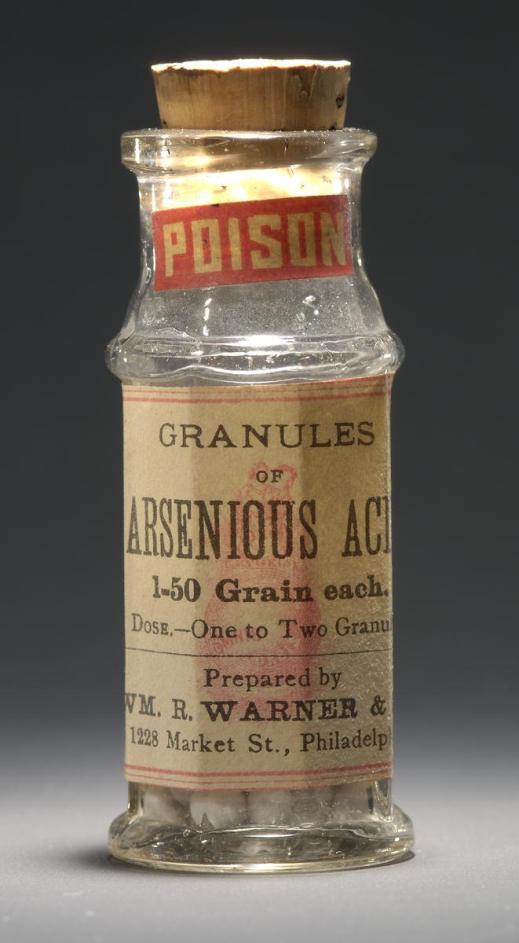 POISON
GRANULES
OF
ARSENIOUS ACI
1-50 Grain each.
DOSE.—One to Two Granu
Prepared by
WM. R. WARNER &
1228 Market St., Philadelp